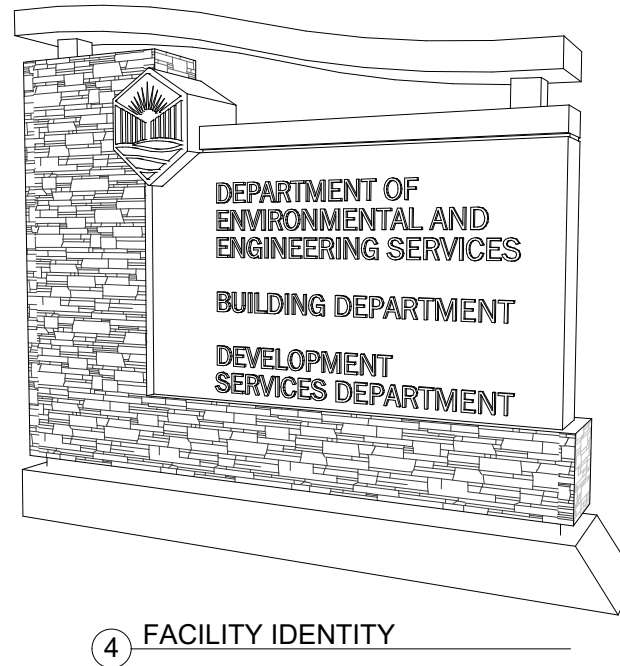 DEPARTMENT OF
ENVIRONMENTAL AND
ENGINEERING SERVICES
BUILDING DEPARTMENT
DEVELOPMENT
SERVICES DEPARTMENT
4 FACILITY IDENTITY